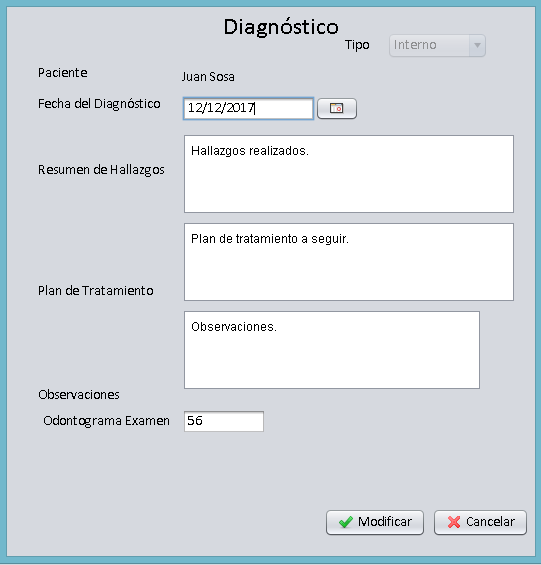 Diagnóstico
Tipo Interno
Paciente Juan Sosa
Fecha del Diagnóstico 12/12/2017
Hallazgos realizados.
Resumen de Hallazgos
Plan de tratamiento a seguir.
Plan de Tratamiento
Observaciones.
Observaciones
Odontograma Examen 56
Modificar Cancelar